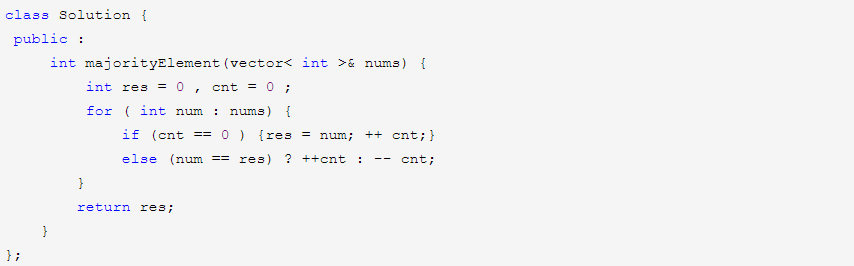 class Solution {
public :
int majorityElement(vector< int >& nums) {
int res = 0 , cnt = 0 ;
for ( int num : nums) {
if (cnt == 0 ) {res = num; ++ cnt;}
else (num == res) ? ++cnt : -- cnt;
}
return res;
}
};